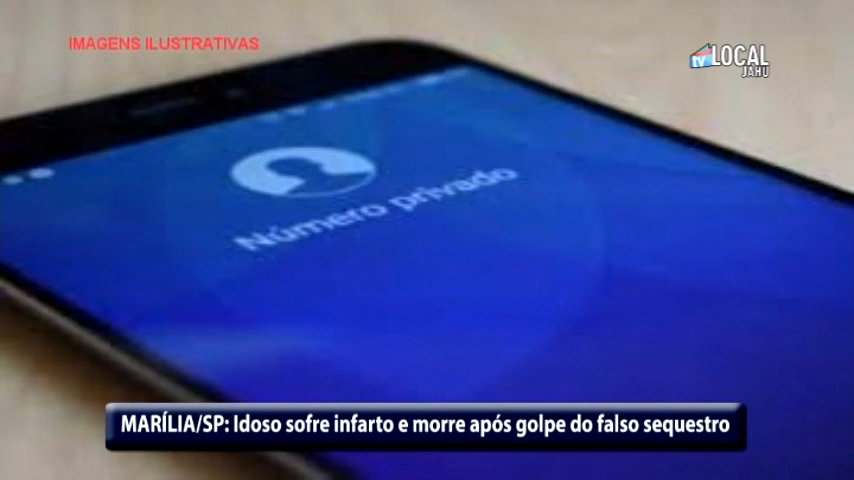 IMAGENS ILUSTRATIVAS
tv LOCAL
JAHU
Número privado
MARÍLIA/SP: Idoso sofre infarto e morre após golpe do falso sequestro